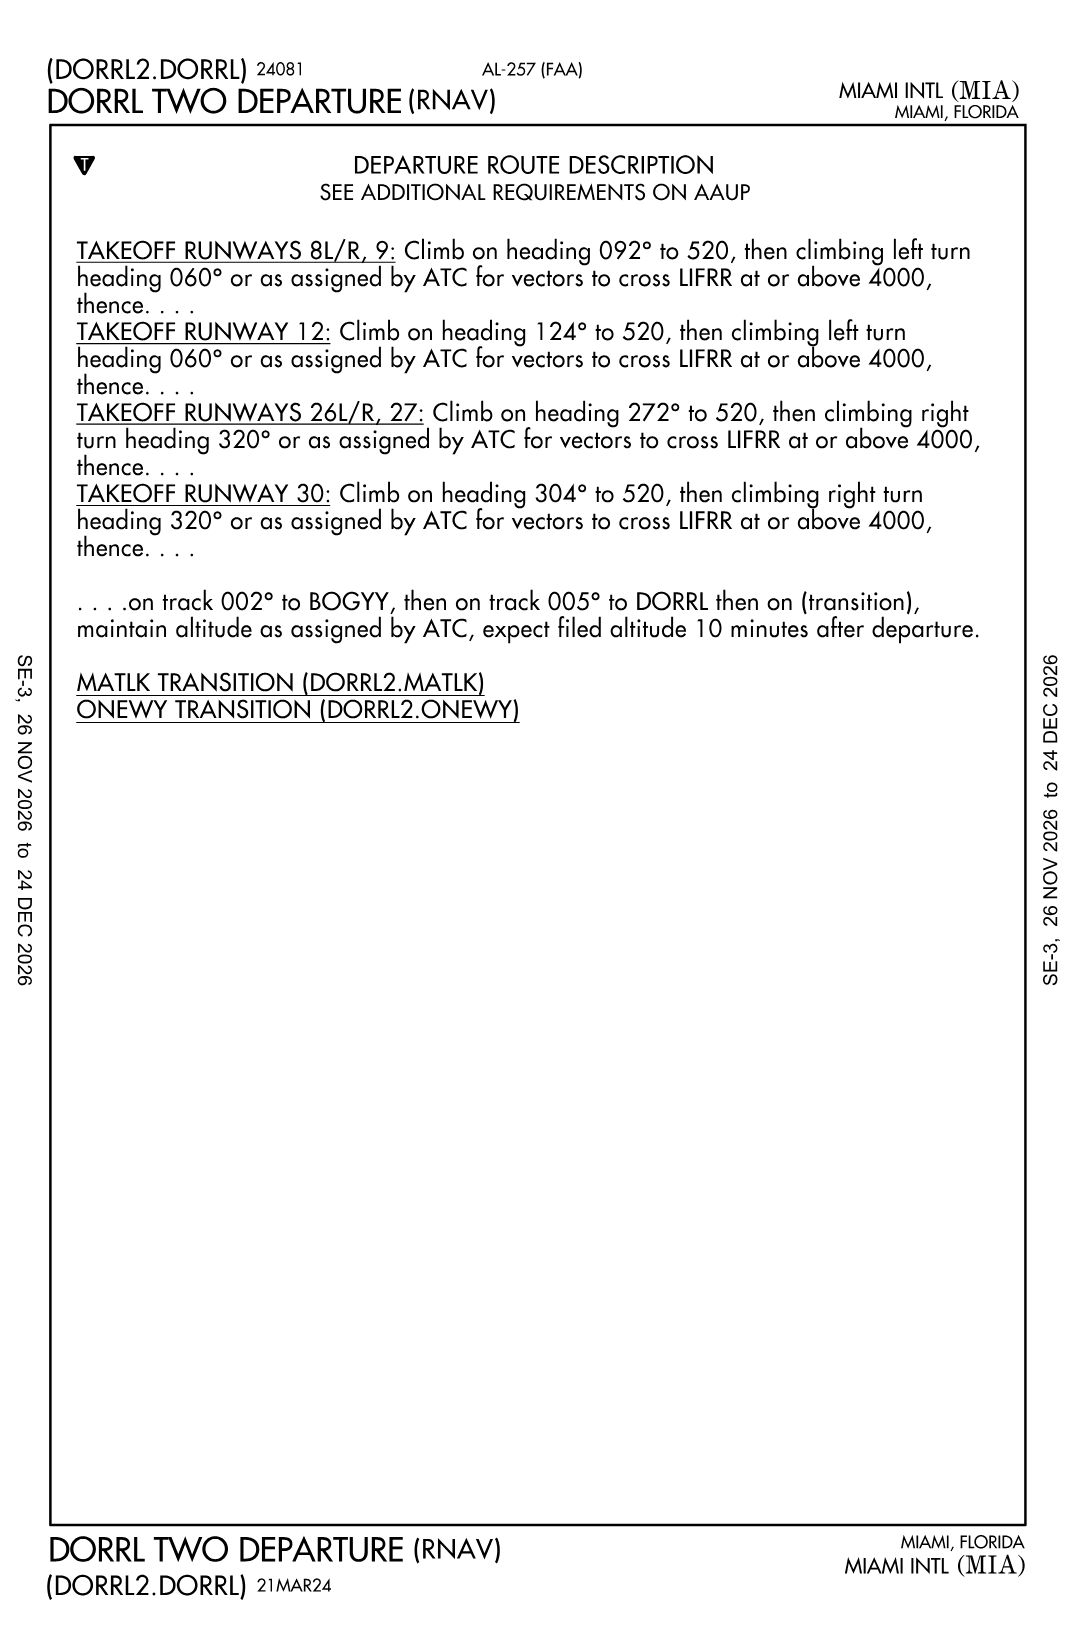 (DORRL2.DORRL) 24081
AL-257 (FAA)
DORRL TWO DEPARTURE (RNAV)
MIAMI INTL (MIA)
MIAMI, FLORIDA
T
DEPARTURE ROUTE DESCRIPTION
SEE ADDITIONAL REQUIREMENTS ON AAUP
TAKEOFF RUNWAYS 8L/R, 9: Climb on heading 092° to 520, then climbing left turn
heading 060° or as assigned by ATC for vectors to cross LIFRR at or above 4000,
thence. . . .
TAKEOFF RUNWAY 12: Climb on heading 124° to 520, then climbing left turn
heading 060° or as assigned by ATC for vectors to cross LIFRR at or above 4000,
thence. . . .
TAKEOFF RUNWAYS 26L/R, 27: Climb on heading 272° to 520, then climbing right
turn heading 320° or as assigned by ATC for vectors to cross LIFRR at or above 4000,
thence. . . .
TAKEOFF RUNWAY 30: Climb on heading 304° to 520, then climbing right turn
heading 320° or as assigned by ATC for vectors to cross LIFRR at or above 4000,
thence. . . .
. . . .on track 002° to BOGYY, then on track 005° to DORRL then on (transition),
maintain altitude as assigned by ATC, expect filed altitude 10 minutes after departure.
MATLK TRANSITION (DORRL2.MATLK)
ONEWY TRANSITION (DORRL2.ONEWY)
SE-3, 26 NOV 2026 to 24 DEC 2026
SE-3, 26 NOV 2026 to 24 DEC 2026
DORRL TWO DEPARTURE (RNAV)
(DORRL2.DORRL) 21MAR24
MIAMI, FLORIDA
MIAMI INTL (MIA)